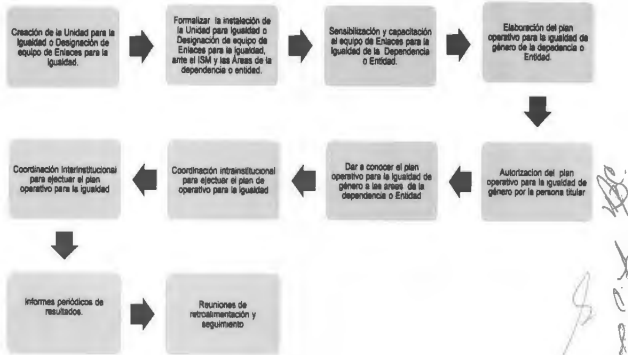 Creación de la Unidad para la
Igualdad o Designación de
equipo de Enlaces para la
Igualdad.
Formalizar la instalación de
la Unidad para Igualdad o
Designación de equipo de
Enlaces para la Igualdad,
ante el ISM y las Áreas de la
dependencia o entidad.
Sensibilización y capacitación
al equipo de Enlaces para la
Igualdad de la Dependencia
o Entidad.
Elaboración del plan
operativo para la igualdad de
género de la depedencia o
Entidad.
Autorización del plan
operativo para la igualdad de
género por la persona titular
Dar a conocer el plan
operativo para la igualdad de
género a las areas de la
dependencia o Entidad
Coordinación intrainstitucional
para ejectuar el plan de
operativo para la igualdad
Coordinación Interinstitucional
para ejectuar el plan
operativo para la igualdad
Informes periódicos de
resultados.
Reuniones de
retroalimentación y
seguimiento